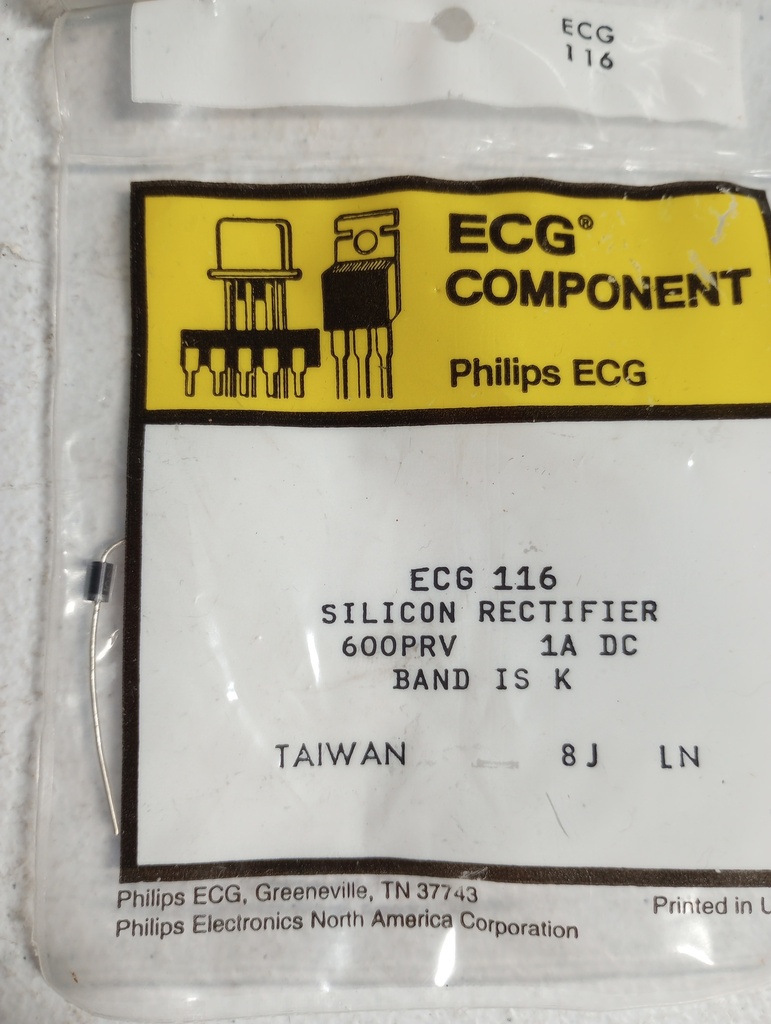 ECG
116
ECG®
COMPONENT
Philips ECG
ECG 116
SILICON RECTIFIER
600PRV 1A DC
BAND IS K
TAIWAN 8J LN
Philips ECG, Greeneville, TN 37743
Printed in
Philips Electronics North America Corporation